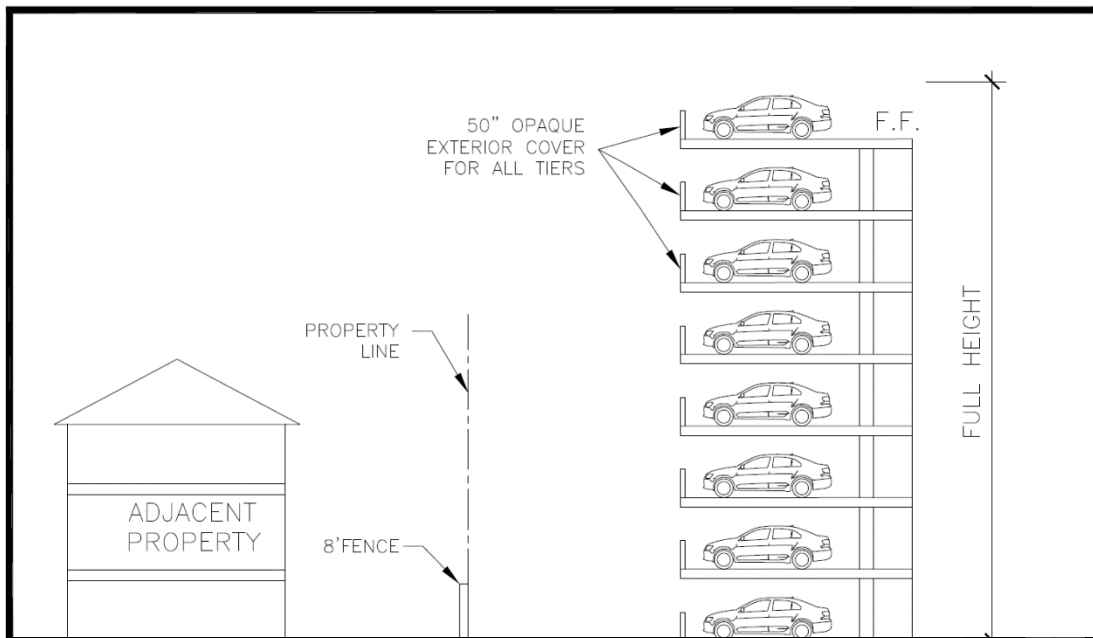 50" OPAQUE
EXTERIOR COVER
FOR ALL TIERS
F.F.
PROPERTY
LINE
FULL HEIGHT
ADJACENT
PROPERTY
8'FENCE